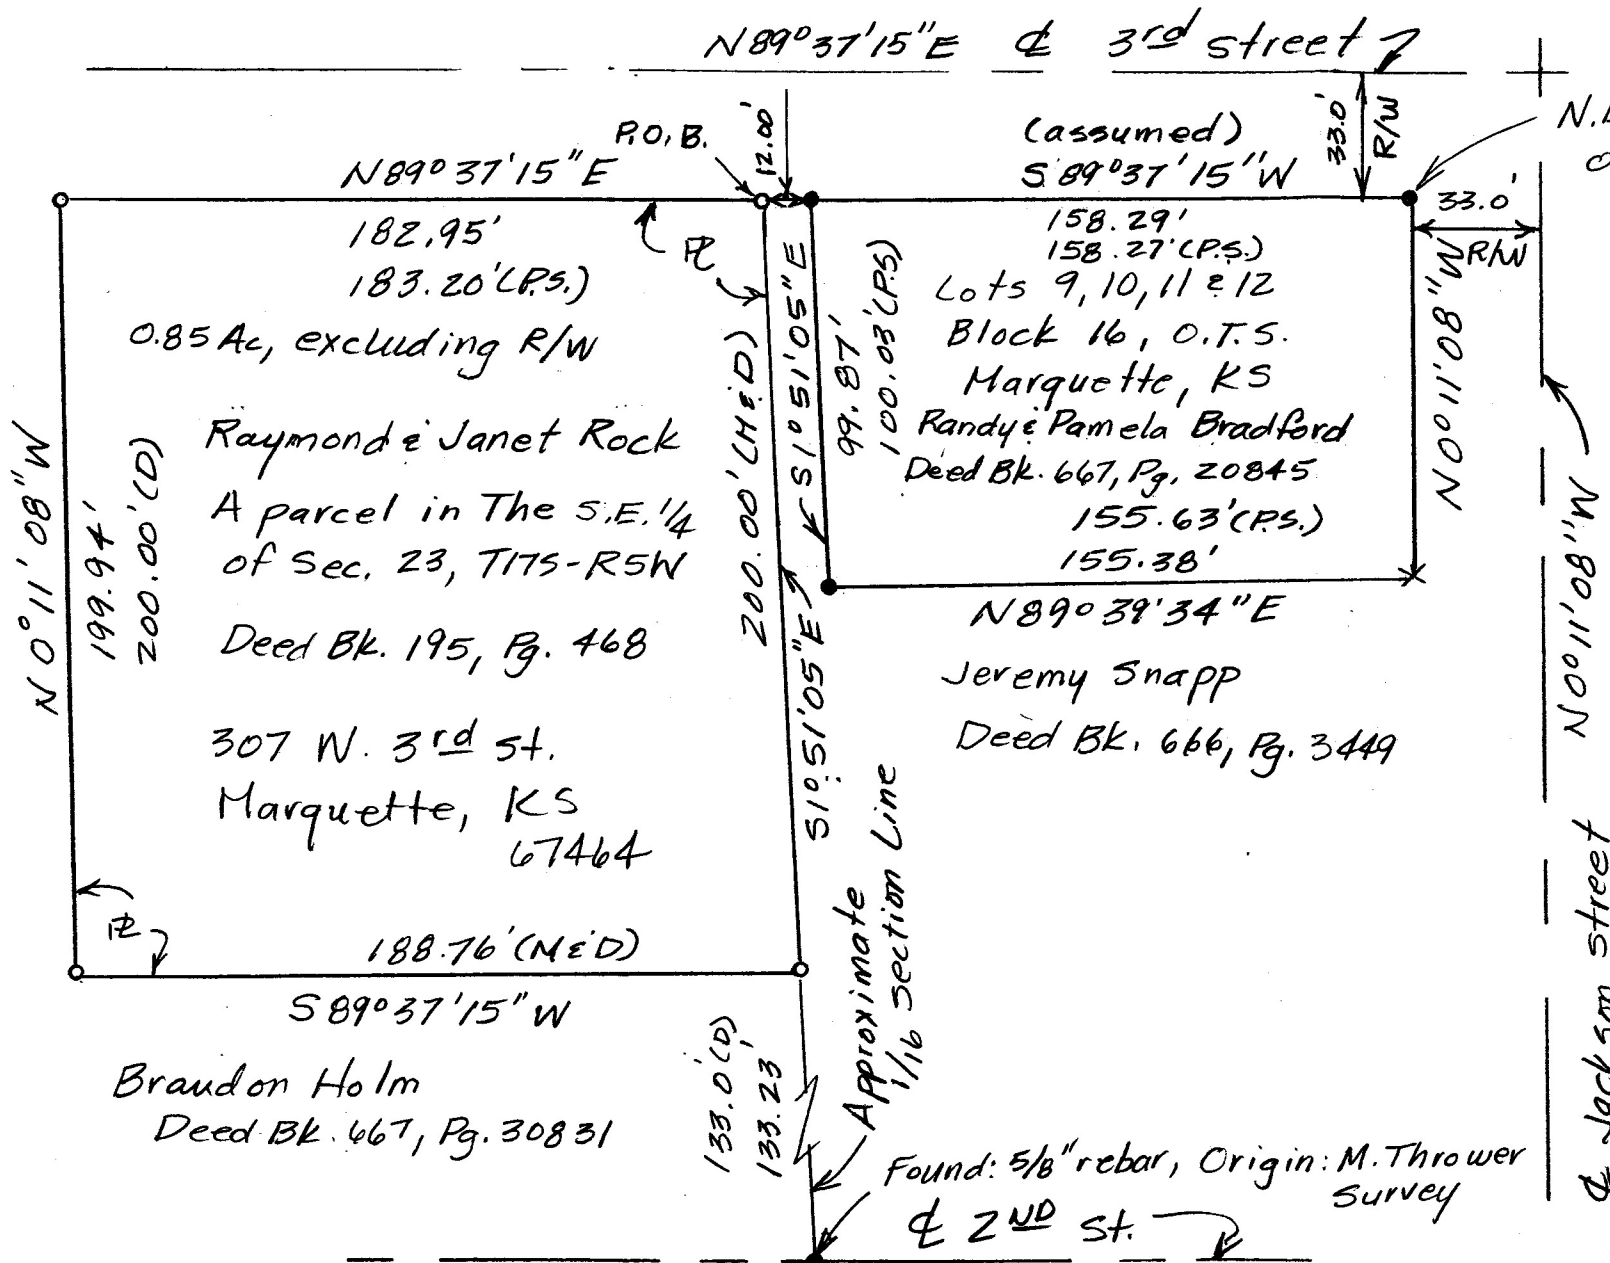 N89°37'15"E ℄ 3rd street
P.O.B.
12.00'
(assumed)
33.0'
R/W
N89°37'15"E
S 89°37'15"W
33.0'
R/W
182.95'
183.20'(P.S.)
PL
158.29'
158.27'(P.S.)
Lots 9, 10, 11 & 12
Block 16, O.T.S.
Marquette, KS
Randy & Pamela Bradford
Deed Bk. 667, Pg. 20845
155.63'(P.S.)
155.38'
N89°39'34"E
N0°11'08"W
99.87'
100.03'(P.S)
S1°51'05"E
0.85 Ac, excluding R/W
Raymond & Janet Rock
A parcel in The S.E. 1/4
of Sec. 23, T17S-R5W
Deed Bk. 195, Pg. 468
307 W. 3rd st.
Marquette, KS
67464
N 0°11'08"W
199.94'
200.00'(D)
200.00'(M&D)
S1°51'05"E
Jeremy Snapp
Deed Bk. 666, Pg. 3449
N0°11'08"W
℄ Jackson street
PL
188.76'(M&D)
S 89°37'15"W
Brandon Holm
Deed Bk. 667, Pg. 30831
133.0'(D)
133.23'
Approximate
1/16 section Line
Found: 5/8" rebar, Origin: M. Thrower
Survey
℄ 2ND St.